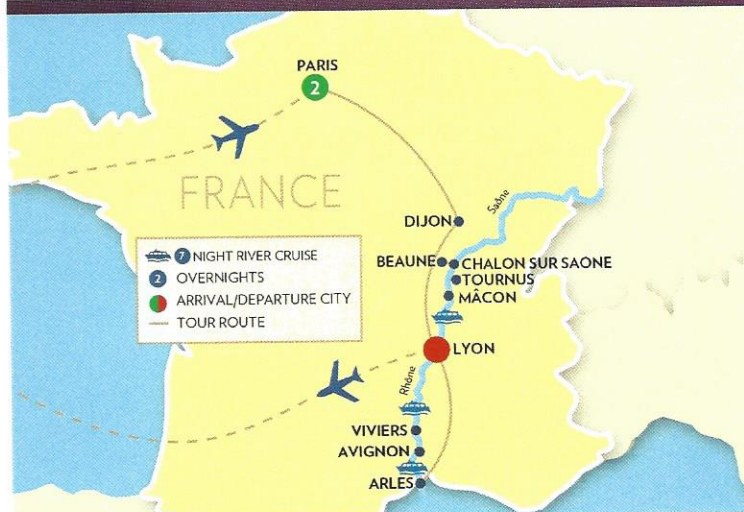 PARIS
2
FRANCE
DIJON
Saône
BEAUNE
CHALON SUR SAONE
TOURNUS
MÂCON
7 NIGHT RIVER CRUISE
2 OVERNIGHTS
ARRIVAL/DEPARTURE CITY
TOUR ROUTE
LYON
Rhône
VIVIERS
AVIGNON
ARLES